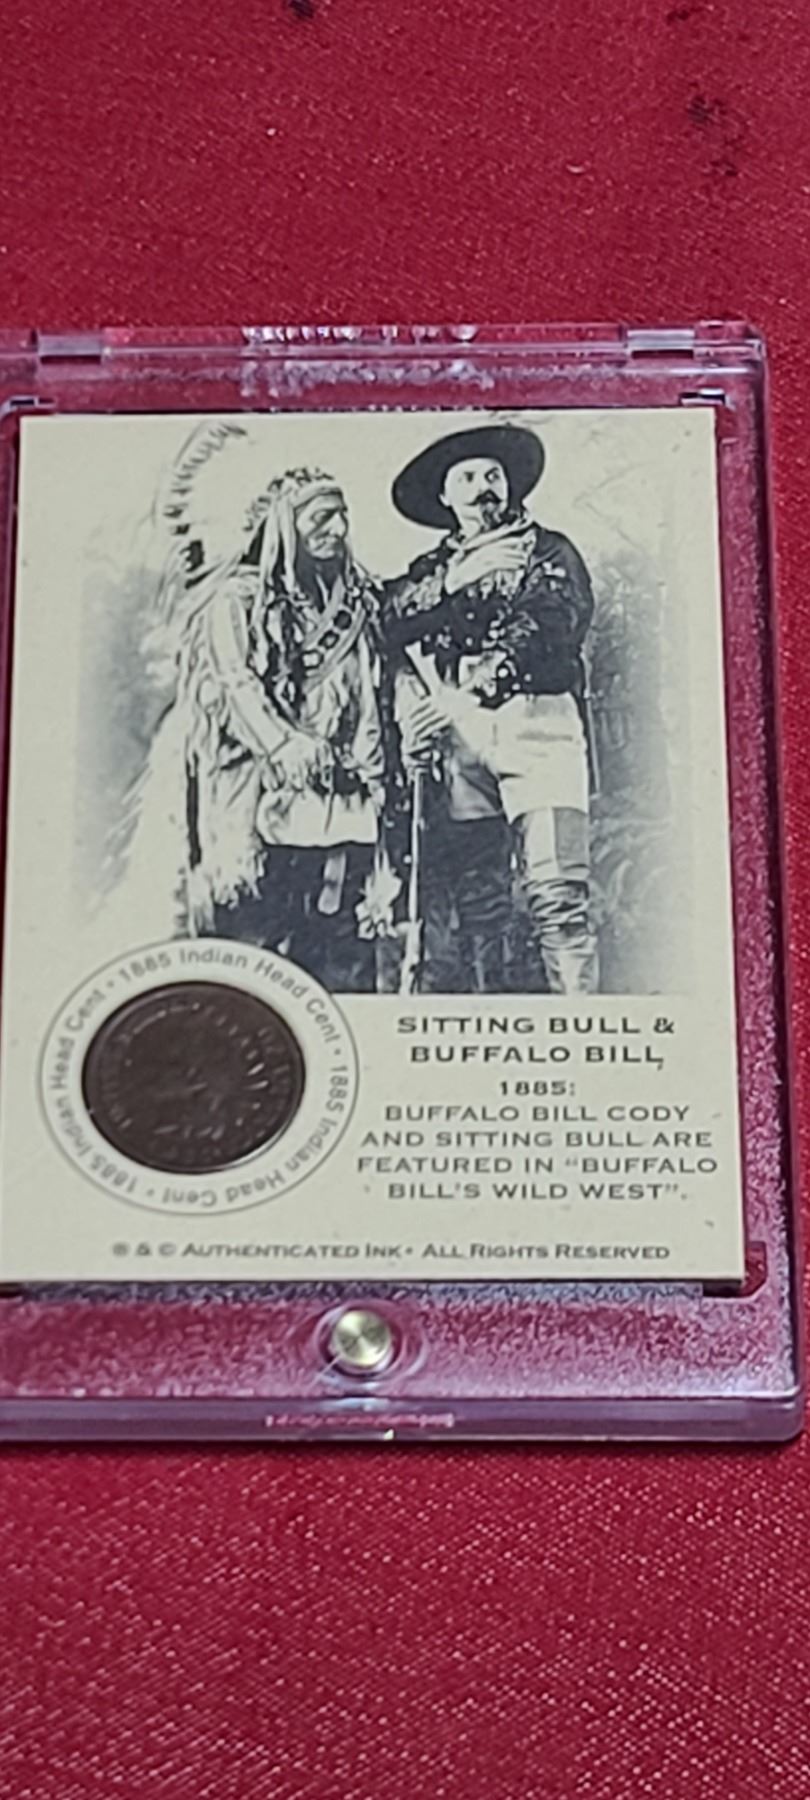 1885 Indian Head Cent • 1885 Indian Head Cent • 1885 Indian Head Cent •
SITTING BULL &
BUFFALO BILL
1885:
BUFFALO BILL CODY
AND SITTING BULL ARE
FEATURED IN “BUFFALO
BILL'S WILD WEST”.
® & © AUTHENTICATED INK • ALL RIGHTS RESERVED